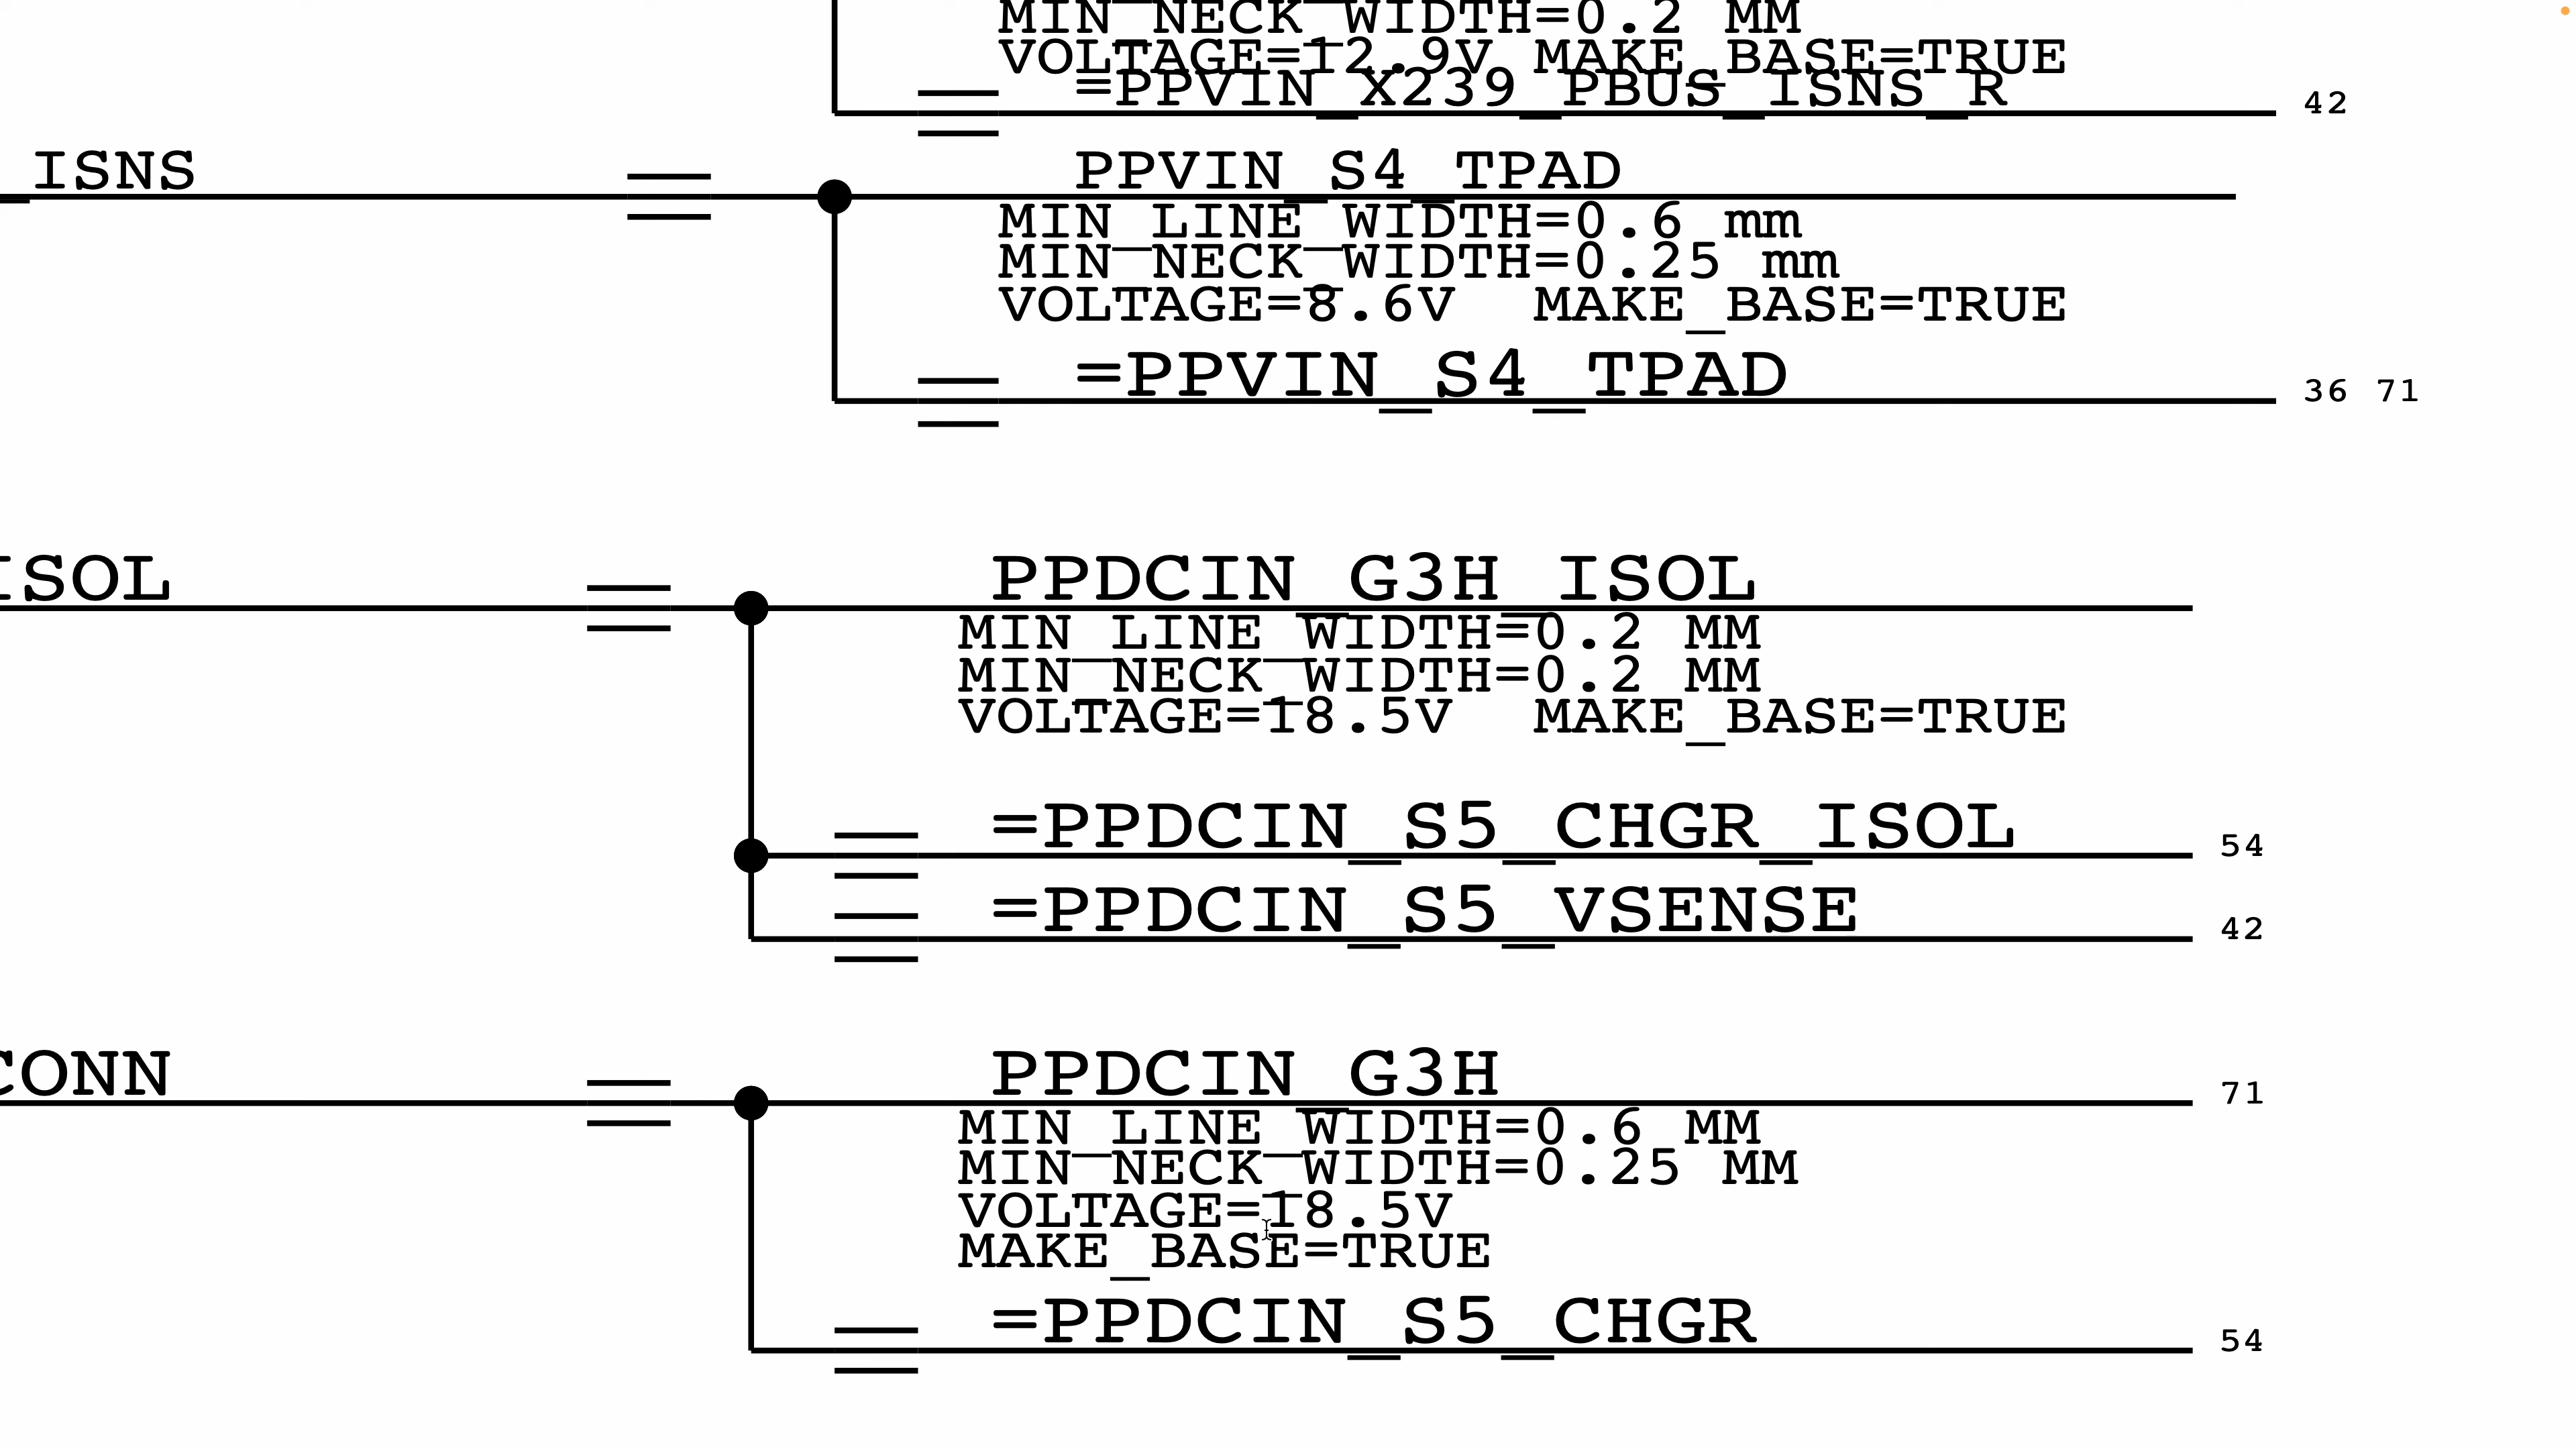 MIN_NECK_WIDTH=0.2 MM
VOLTAGE=12.9V MAKE_BASE=TRUE
=PPVIN_X239_PBUS_ISNS_R 42
_ISNS
PPVIN_S4_TPAD
MIN_LINE_WIDTH=0.6 mm
MIN_NECK_WIDTH=0.25 mm
VOLTAGE=8.6V MAKE_BASE=TRUE
=PPVIN_S4_TPAD 36 71
ISOL
PPDCIN_G3H_ISOL
MIN_LINE_WIDTH=0.2 MM
MIN_NECK_WIDTH=0.2 MM
VOLTAGE=18.5V MAKE_BASE=TRUE
=PPDCIN_S5_CHGR_ISOL 54
=PPDCIN_S5_VSENSE 42
CONN
PPDCIN_G3H 71
MIN_LINE_WIDTH=0.6 MM
MIN_NECK_WIDTH=0.25 MM
VOLTAGE=18.5V
MAKE_BASE=TRUE
=PPDCIN_S5_CHGR 54